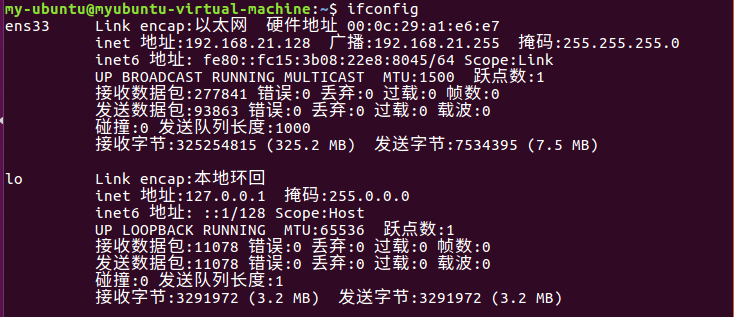 my-ubuntu@myubuntu-virtual-machine:~$ ifconfig
ens33 Link encap:以太网 硬件地址 00:0c:29:a1:e6:e7
inet 地址:192.168.21.128 广播:192.168.21.255 掩码:255.255.255.0
inet6 地址: fe80::fc15:3b08:22e8:8045/64 Scope:Link
UP BROADCAST RUNNING MULTICAST MTU:1500 跃点数:1
接收数据包:277841 错误:0 丢弃:0 过载:0 帧数:0
发送数据包:93863 错误:0 丢弃:0 过载:0 载波:0
碰撞:0 发送队列长度:1000
接收字节:325254815 (325.2 MB) 发送字节:7534395 (7.5 MB)
lo Link encap:本地环回
inet 地址:127.0.0.1 掩码:255.0.0.0
inet6 地址: ::1/128 Scope:Host
UP LOOPBACK RUNNING MTU:65536 跃点数:1
接收数据包:11078 错误:0 丢弃:0 过载:0 帧数:0
发送数据包:11078 错误:0 丢弃:0 过载:0 载波:0
碰撞:0 发送队列长度:1
接收字节:3291972 (3.2 MB) 发送字节:3291972 (3.2 MB)